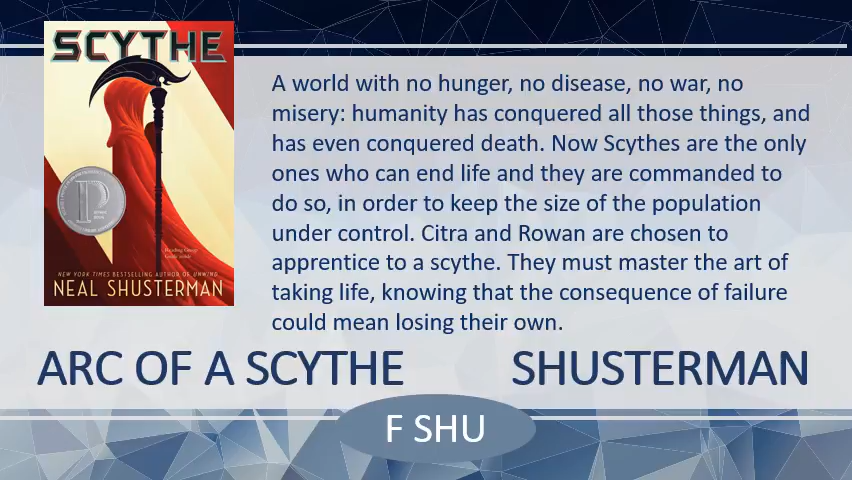 SCYTHE
P
Reading Group
Guide inside
NEW YORK TIMES BESTSELLING AUTHOR OF UNWIND
NEAL SHUSTERMAN
A world with no hunger, no disease, no war, no
misery: humanity has conquered all those things, and
has even conquered death. Now Scythes are the only
ones who can end life and they are commanded to
do so, in order to keep the size of the population
under control. Citra and Rowan are chosen to
apprentice to a scythe. They must master the art of
taking life, knowing that the consequence of failure
could mean losing their own.
ARC OF A SCYTHE
SHUSTERMAN
F SHU